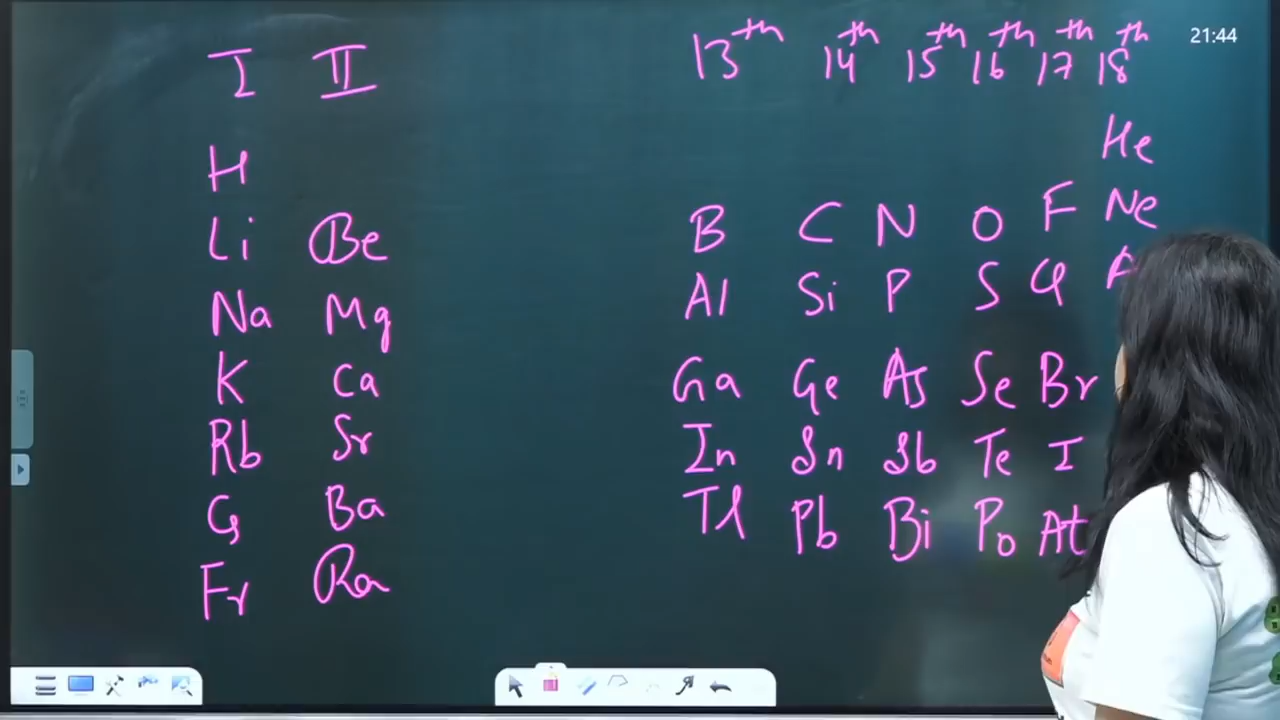 I II 13th 14th 15th 16th 17th 18th 21:44
H He
Li Be B C N O F Ne
Na Mg Al Si P S Cl
K Ca Ga Ge As Se Br
Rb Sr In Sn Sb Te I
Cs Ba Tl Pb Bi Po At
Fr Ra